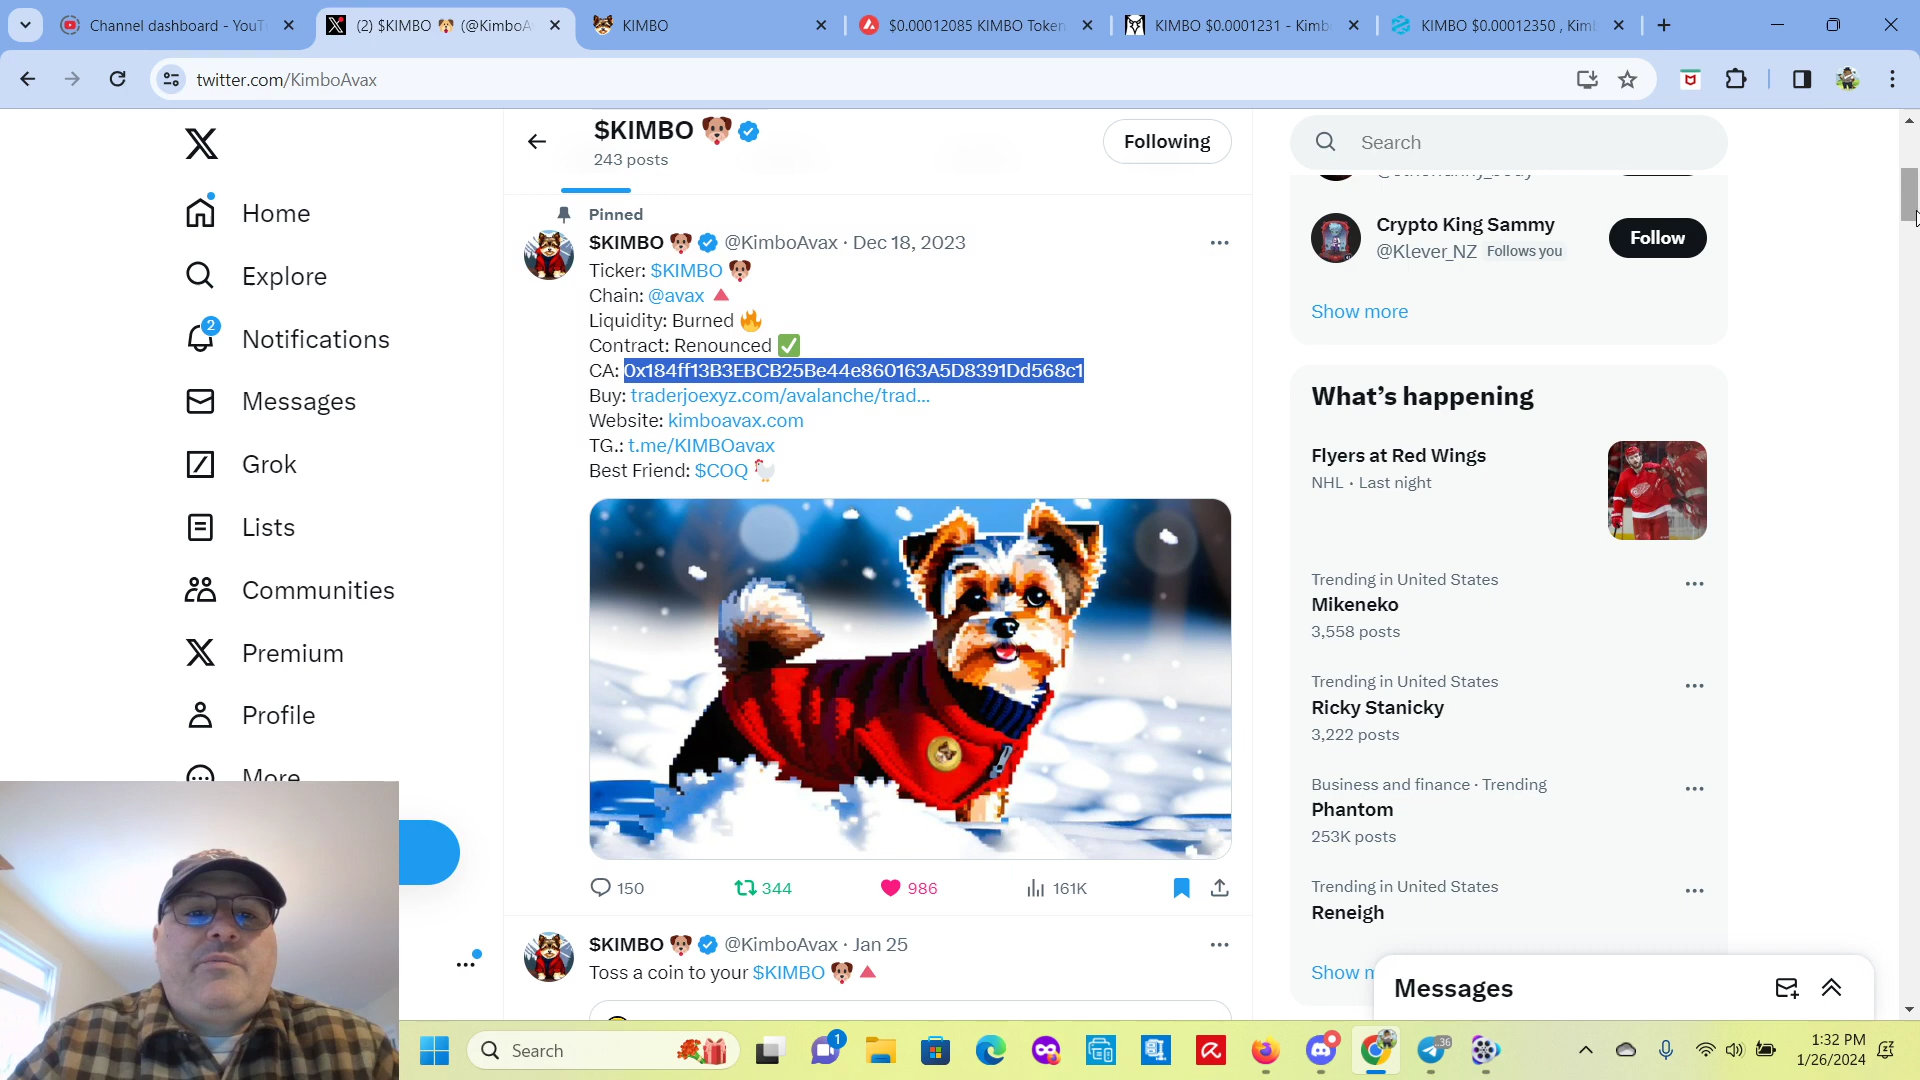 Channel dashboard - YouT
(2) $KIMBO (@KimboA
KIMBO
$0.00012085 KIMBO Token
KIMBO $0.0001231 - Kimb
KIMBO $0.00012350 , Kim
twitter.com/KimboAvax
X
Home
Explore
2
Notifications
Messages
Grok
Lists
Communities
Premium
Profile
More
$KIMBO
243 posts
Following
Pinned
$KIMBO @KimboAvax · Dec 18, 2023
Ticker: $KIMBO
Chain: @avax
Liquidity: Burned
Contract: Renounced
CA: 0x184ff13B3EBCB25Be44e860163A5D8391Dd568c1
Buy: traderjoexyz.com/avalanche/trad...
Website: kimboavax.com
TG.: t.me/KIMBOavax
Best Friend: $COQ
150 344 986 161K
$KIMBO @KimboAvax · Jan 25
Toss a coin to your $KIMBO
Search
Crypto King Sammy
@Klever_NZ Follows you
Follow
Show more
What's happening
Flyers at Red Wings
NHL · Last night
Trending in United States
Mikeneko
3,558 posts
Trending in United States
Ricky Stanicky
3,222 posts
Business and finance · Trending
Phantom
253K posts
Trending in United States
Reneigh
Show
Messages
Search
1
36
1:32 PM
1/26/2024